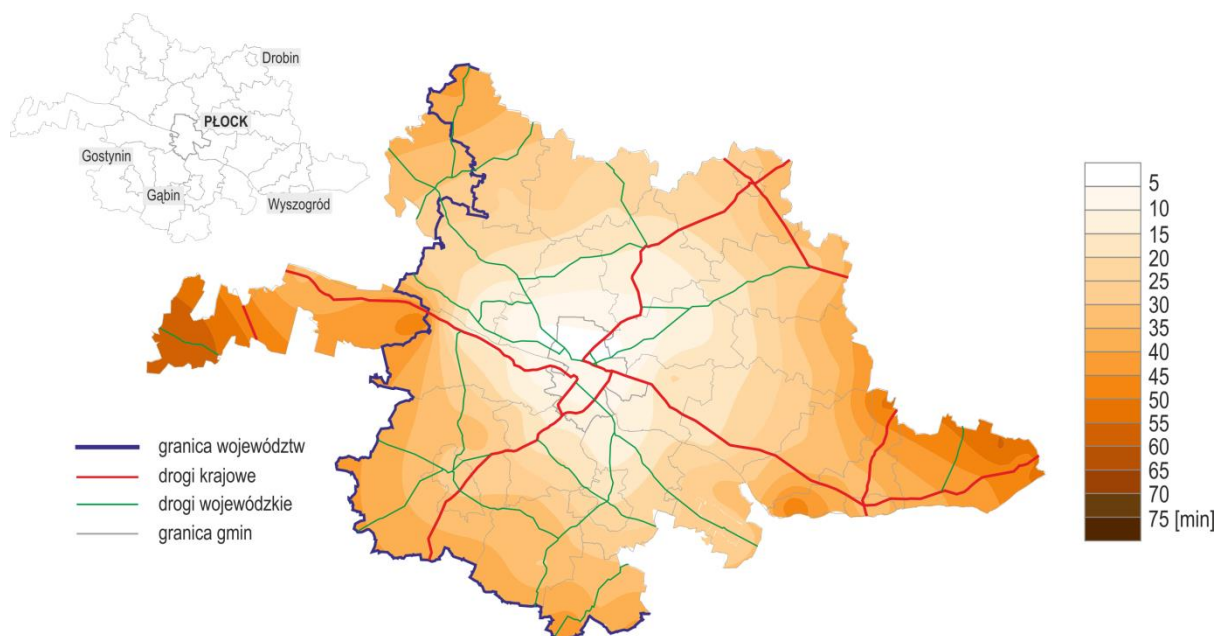 Drobin
PŁOCK
Gostynin
Gąbin
Wyszogród
5
10
15
20
25
30
35
40
45
50
55
60
65
70
75 [min]
granica województw
drogi krajowe
drogi wojewódzkie
granica gmin